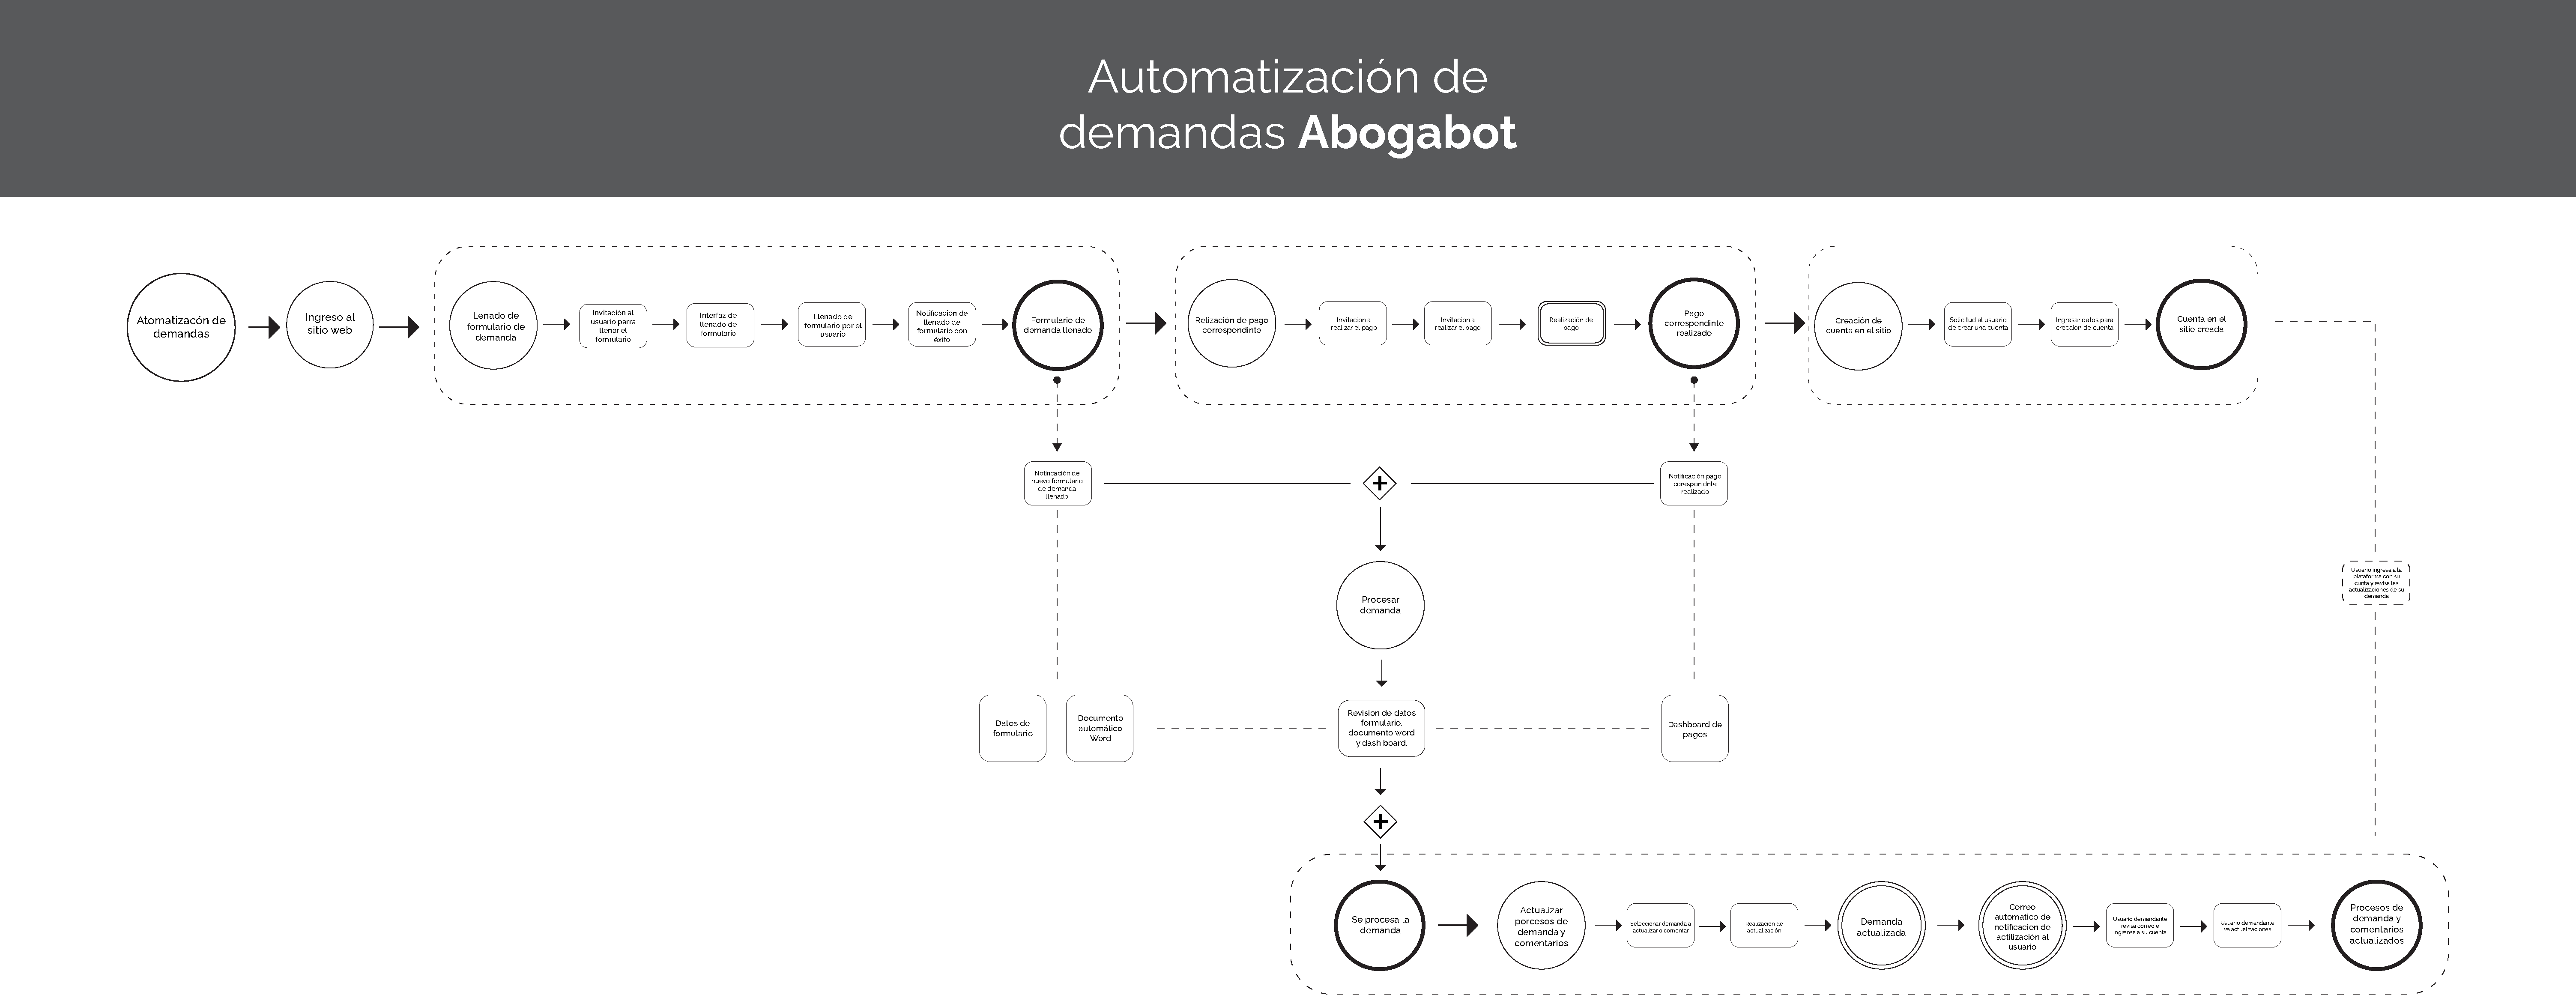 Automatización de
demandas Abogabot
Atomatizacón de
demandas
Ingreso al
sitio web
Lenado de
formulario de
demanda
Invitación al
usuario parra
llenar el
formulario
Interfaz de
llenado de
formulario
Llenado de
formulario por el
usuario
Notificación de
llenado de
formulario con
éxito
Formulario de
demanda llenado
Relización de pago
correspondinte
Invitacion a
realizar el pago
Invitacion a
realizar el pago
Realización de
pago
Pago
correspondinte
realizado
Creación de
cuenta en el sitio
Solicitud al usuario
de crear una cuenta
Ingresar datos para
crecaion de cuenta
Cuenta en el
sitio creada
Notificación de
nuevo formulario
de demanda
llenado
Notificación pago
coresponidnte
realizado
Usuario ingresa a la
plataforma con su
cunta y revisa las
actualizaciones de su
demanda
Procesar
demanda
Datos de
formulario
Documento
automático
Word
Revision de datos
formulario,
documento word
y dash board.
Dashboard de
pagos
Se procesa la
demanda
Actualizar
porcesos de
demanda y
comentarios
Seleccionar demanda a
actualizar o comentar
Realizacion de
actualización
Demanda
actualizada
Correo
automatico de
notificacion de
actilización al
usuario
Usuario demandante
revisa correo e
ingrensa a su cuenta
Usuario demandante
ve actualizaciones
Procesos de
demanda y
comentarios
actualizados